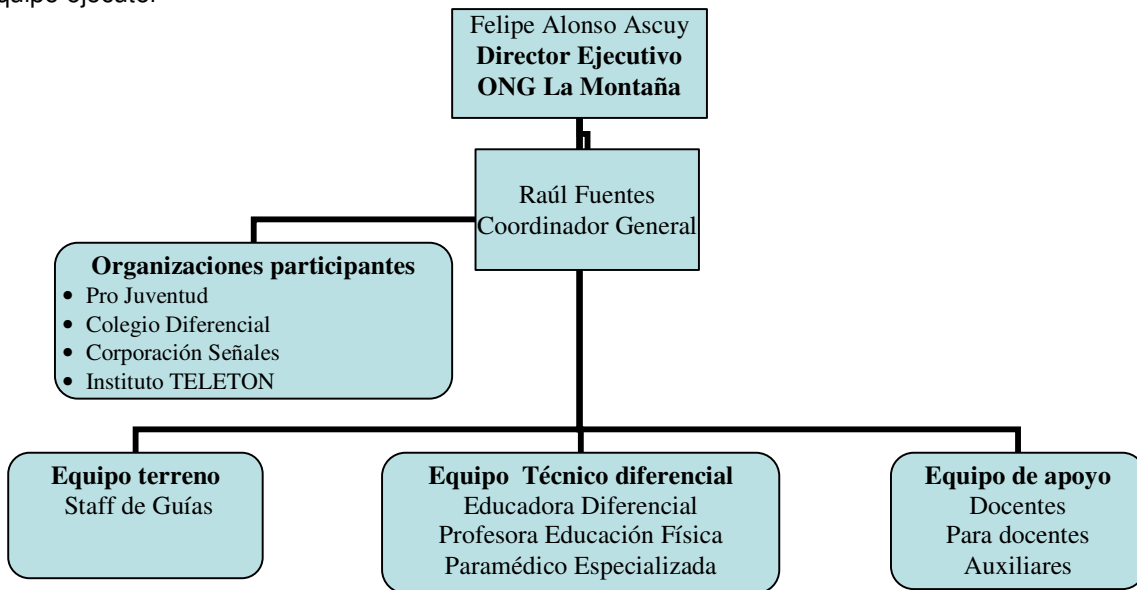 Felipe Alonso Ascuy
Director Ejecutivo
ONG La Montaña
Raúl Fuentes
Coordinador General
Organizaciones participantes
• Pro Juventud
• Colegio Diferencial
• Corporación Señales
• Instituto TELETON
Equipo terreno
Staff de Guías
Equipo Técnico diferencial
Educadora Diferencial
Profesora Educación Física
Paramédico Especializada
Equipo de apoyo
Docentes
Para docentes
Auxiliares